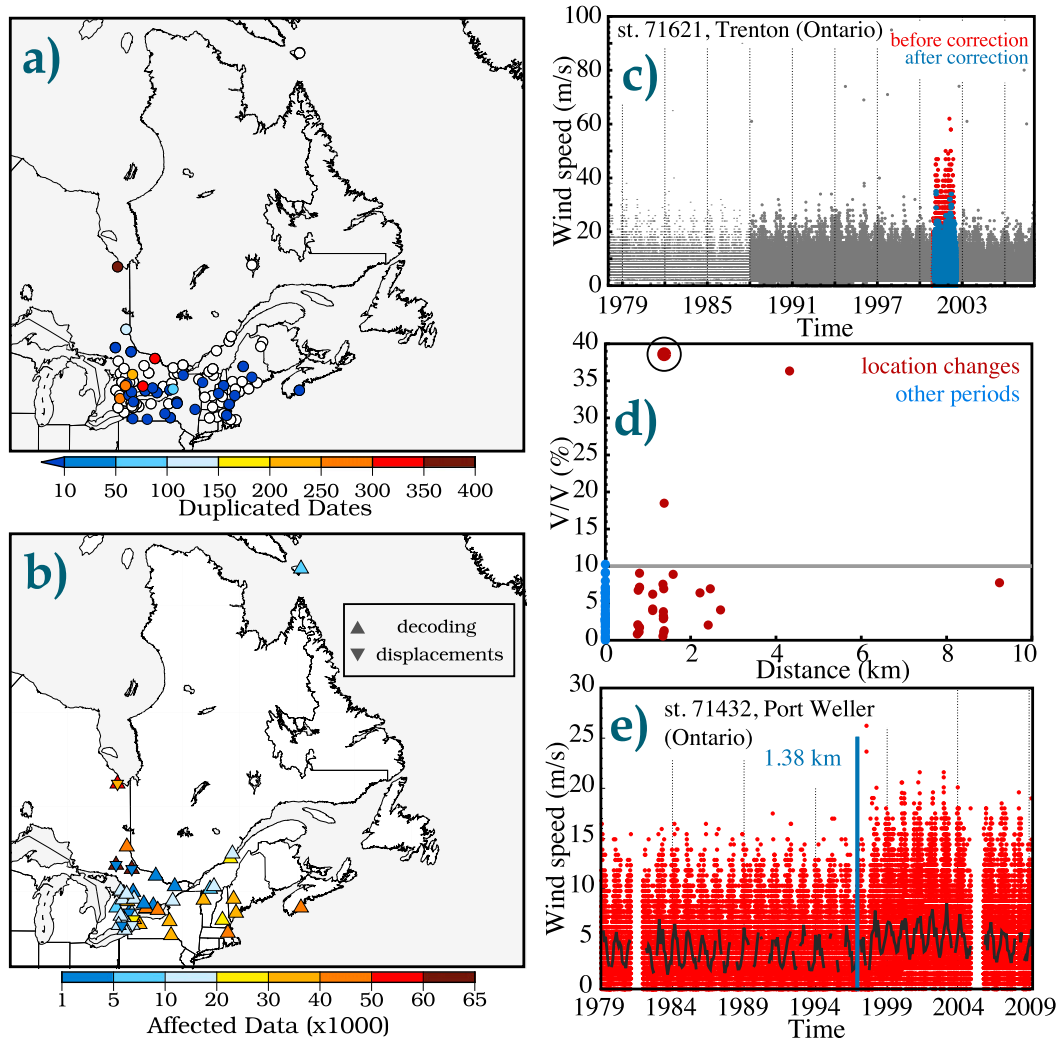 a)
10 50 100 150 200 250 300 350 400
Duplicated Dates
b)
decoding
displacements
1 5 10 20 30 40 50 60 65
Affected Data (x1000)
c)
st. 71621, Trenton (Ontario)
before correction
after correction
Wind speed (m/s)
100
80
60
40
20
0
1979 1985 1991 1997 2003
Time
d)
location changes
other periods
V/V (%)
40
35
30
25
20
15
10
5
0
0 2 4 6 8 10
Distance (km)
e)
st. 71432, Port Weller
(Ontario)
1.38 km
Wind speed (m/s)
30
25
20
15
10
5
0
1979 1984 1989 1994 1999 2004 2009
Time